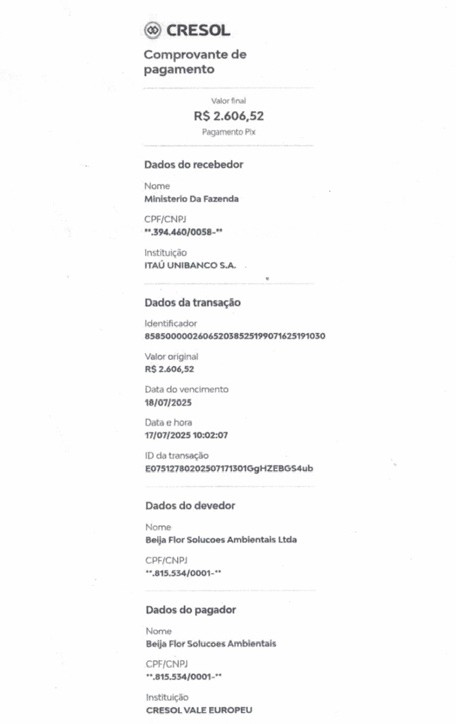 CRESOL
Comprovante de
pagamento
Valor final
R$ 2.606,52
Pagamento Pix
Dados do recebedor
Nome
Ministerio Da Fazenda
CPF/CNPJ
**.394.460/0058-**
Instituição
ITAÚ UNIBANCO S.A.
Dados da transação
Identificador
85850000026065203852519907162519103​0
Valor original
R$ 2.606,52
Data do vencimento
18/07/2025
Data e hora
17/07/2025 10:02:07
ID da transação
E07512780202507171301GgHZEBGS4ub
Dados do devedor
Nome
Beija Flor Solucoes Ambientais Ltda
CPF/CNPJ
**.815.534/0001-**
Dados do pagador
Nome
Beija Flor Solucoes Ambientais
CPF/CNPJ
**.815.534/0001-**
Instituição
CRESOL VALE EUROPEU